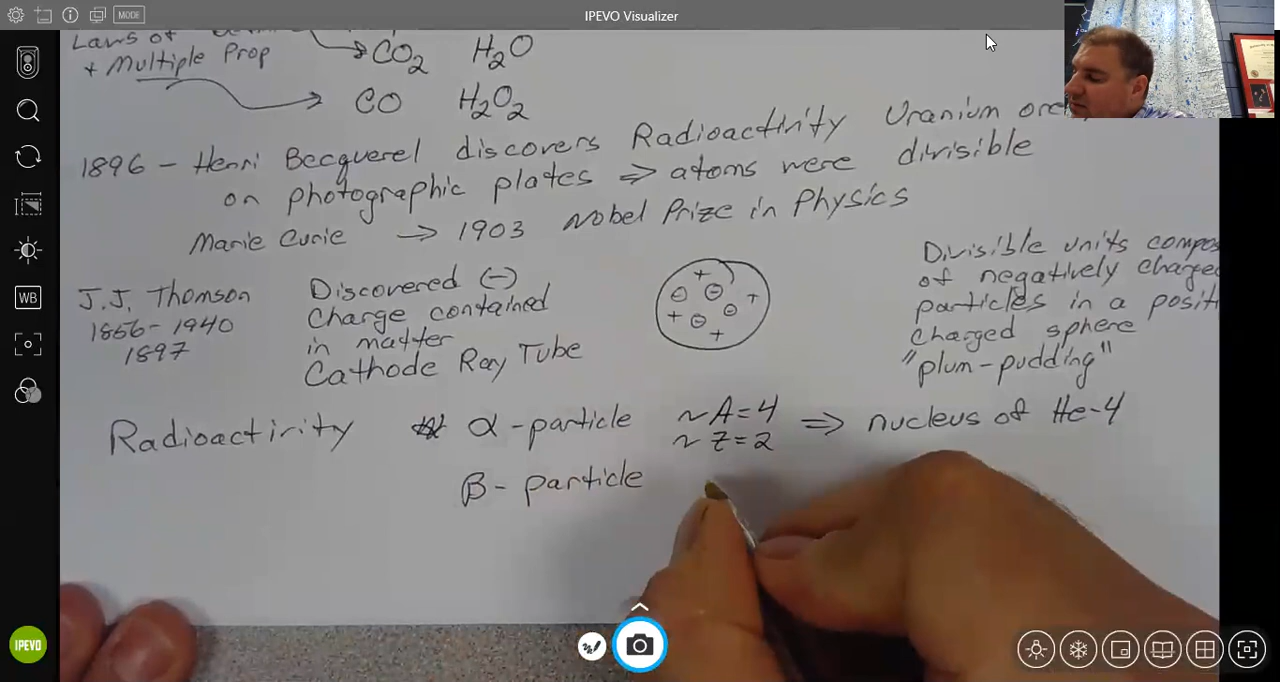 MODE
IPEVO Visualizer
Laws of
+ Multiple Prop
CO2 H2O
CO H2O2
1896 - Henri Becquerel discovers Radioactivity Uranium ore
on photographic plates => atoms were divisible
Marie Curie -> 1903 Nobel Prize in Physics
J.J. Thomson
1856-1940
1897
Discovered (-)
Charge contained
in matter
Cathode Ray Tube
+
⊖ ⊖ +
+ ⊖ ⊖
+
Divisible units compos
of negatively charged
particles in a posit
charged sphere
"plum-pudding"
Radioactivity α-particle ~A=4 => nucleus of He-4
~Z=2
β- particle
WB
IPEVO